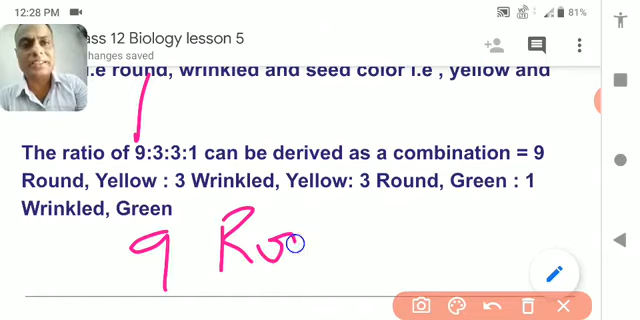 12:28 PM 81%
ass 12 Biology lesson 5
hanges saved
i.e round, wrinkled and seed color i.e , yellow and
The ratio of 9:3:3:1 can be derived as a combination = 9
Round, Yellow : 3 Wrinkled, Yellow: 3 Round, Green : 1
Wrinkled, Green
9 Ro